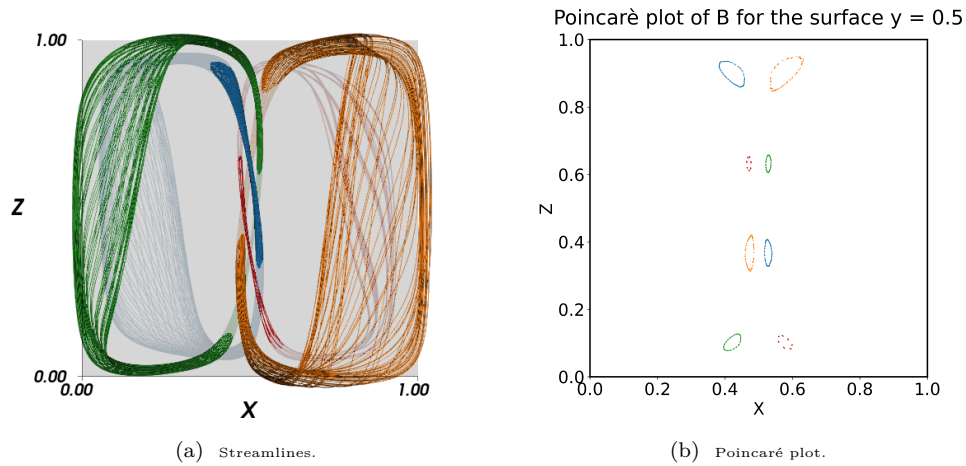 Poincarè plot of B for the surface y = 0.5
1.00
Z
0.00
0.00
1.00
X
1.0
0.8
0.6
Z
0.4
0.2
0.0
0.0 0.2 0.4 0.6 0.8 1.0
X
(a) Streamlines.
(b) Poincaré plot.